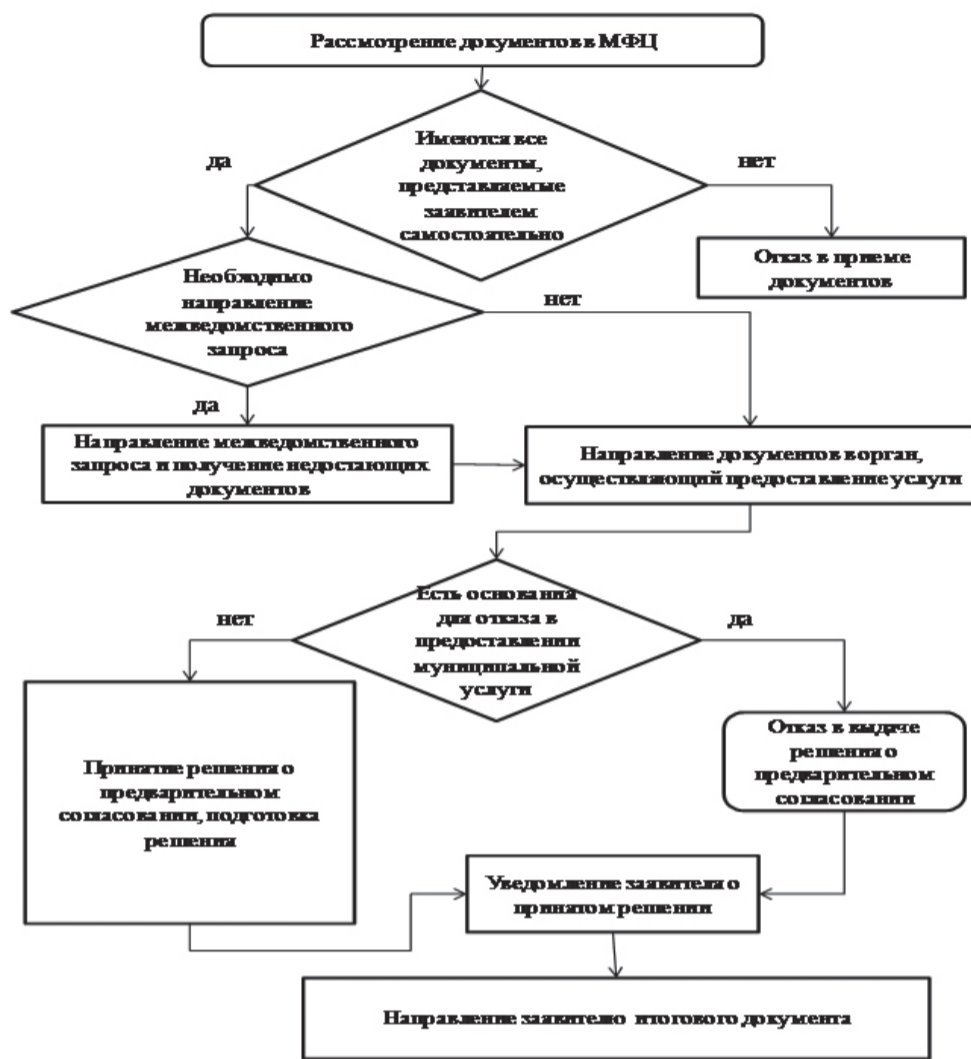 Рассмотрение документов в МФЦ
Имеются все
документы,
представляемые
заявителем
самостоятельно
да
нет
Отказ в приеме
документов
Необходимо
направление
межведомственного
запроса
нет
да
Направление межведомственного
запроса и получение недостающих
документов
Направление документов ворган,
осуществляющий предоставление услуги
Есть основания
для отказа в
предоставлении
муниципальной
услуги
нет
да
Принятие решения о
предварительном
согласовании, подготовка
решения
Отказ в выдаче
решения о
предварительном
согласовании
Уведомление заявителя о
принятом решении
Направление заявителю итогового документа